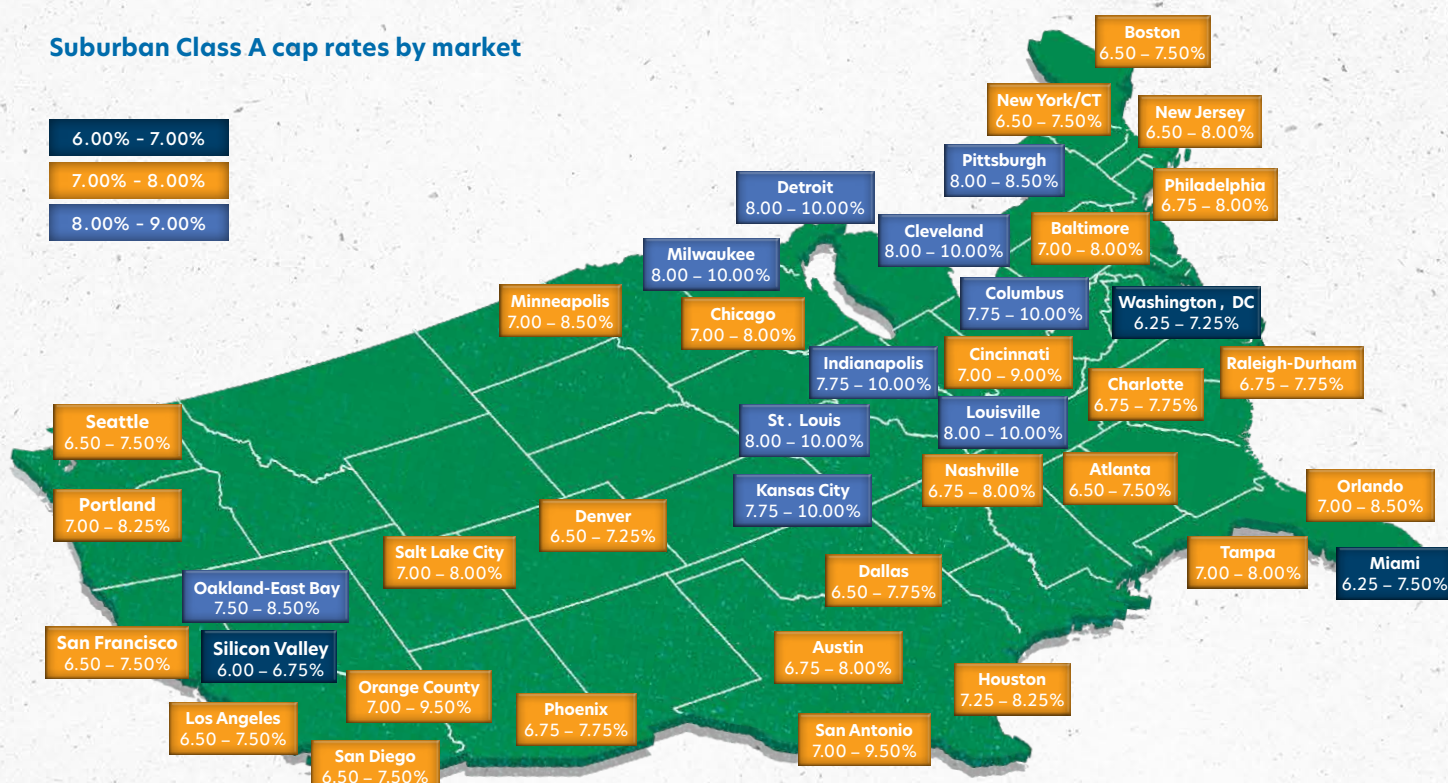 Suburban Class A cap rates by market
6.00% - 7.00%
7.00% - 8.00%
8.00% - 9.00%
Boston
6.50 – 7.50%
New York/CT
6.50 – 7.50%
New Jersey
6.50 – 8.00%
Pittsburgh
8.00 – 8.50%
Philadelphia
6.75 – 8.00%
Detroit
8.00 – 10.00%
Cleveland
8.00 – 10.00%
Baltimore
7.00 – 8.00%
Milwaukee
8.00 – 10.00%
Minneapolis
7.00 – 8.50%
Chicago
7.00 – 8.00%
Columbus
7.75 – 10.00%
Washington, DC
6.25 – 7.25%
Indianapolis
7.75 – 10.00%
Cincinnati
7.00 – 9.00%
Raleigh-Durham
6.75 – 7.75%
Charlotte
6.75 – 7.75%
Seattle
6.50 – 7.50%
St. Louis
8.00 – 10.00%
Louisville
8.00 – 10.00%
Nashville
6.75 – 8.00%
Atlanta
6.50 – 7.50%
Orlando
7.00 – 8.50%
Portland
7.00 – 8.25%
Kansas City
7.75 – 10.00%
Denver
6.50 – 7.25%
Salt Lake City
7.00 – 8.00%
Tampa
7.00 – 8.00%
Miami
6.25 – 7.50%
Dallas
6.50 – 7.75%
Oakland-East Bay
7.50 – 8.50%
San Francisco
6.50 – 7.50%
Silicon Valley
6.00 – 6.75%
Austin
6.75 – 8.00%
Houston
7.25 – 8.25%
Orange County
7.00 – 9.50%
Phoenix
6.75 – 7.75%
Los Angeles
6.50 – 7.50%
San Antonio
7.00 – 9.50%
San Diego
6.50 – 7.50%